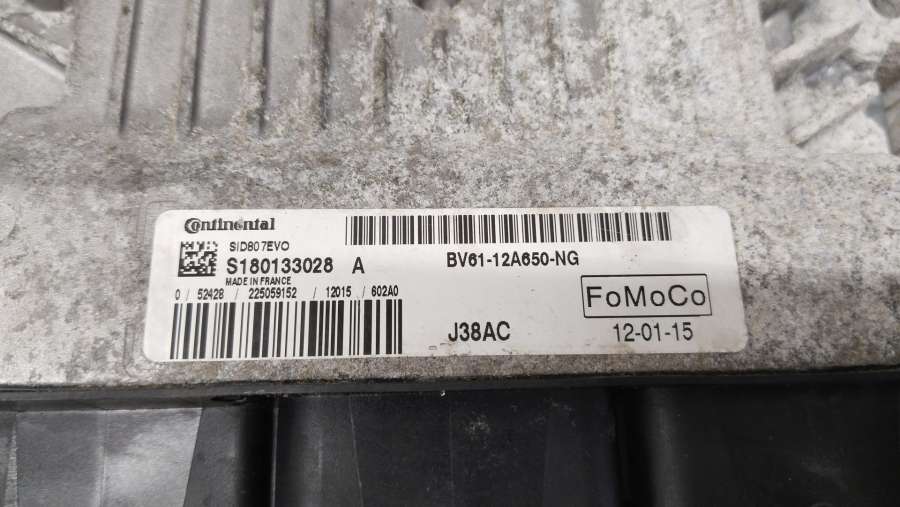 Continental
SID807EVO
S180133028 A
MADE IN FRANCE
0 / 52428 / 225059152 / 12015 / 602A0
BV61-12A650-NG
FoMoCo
J38AC
12-01-15